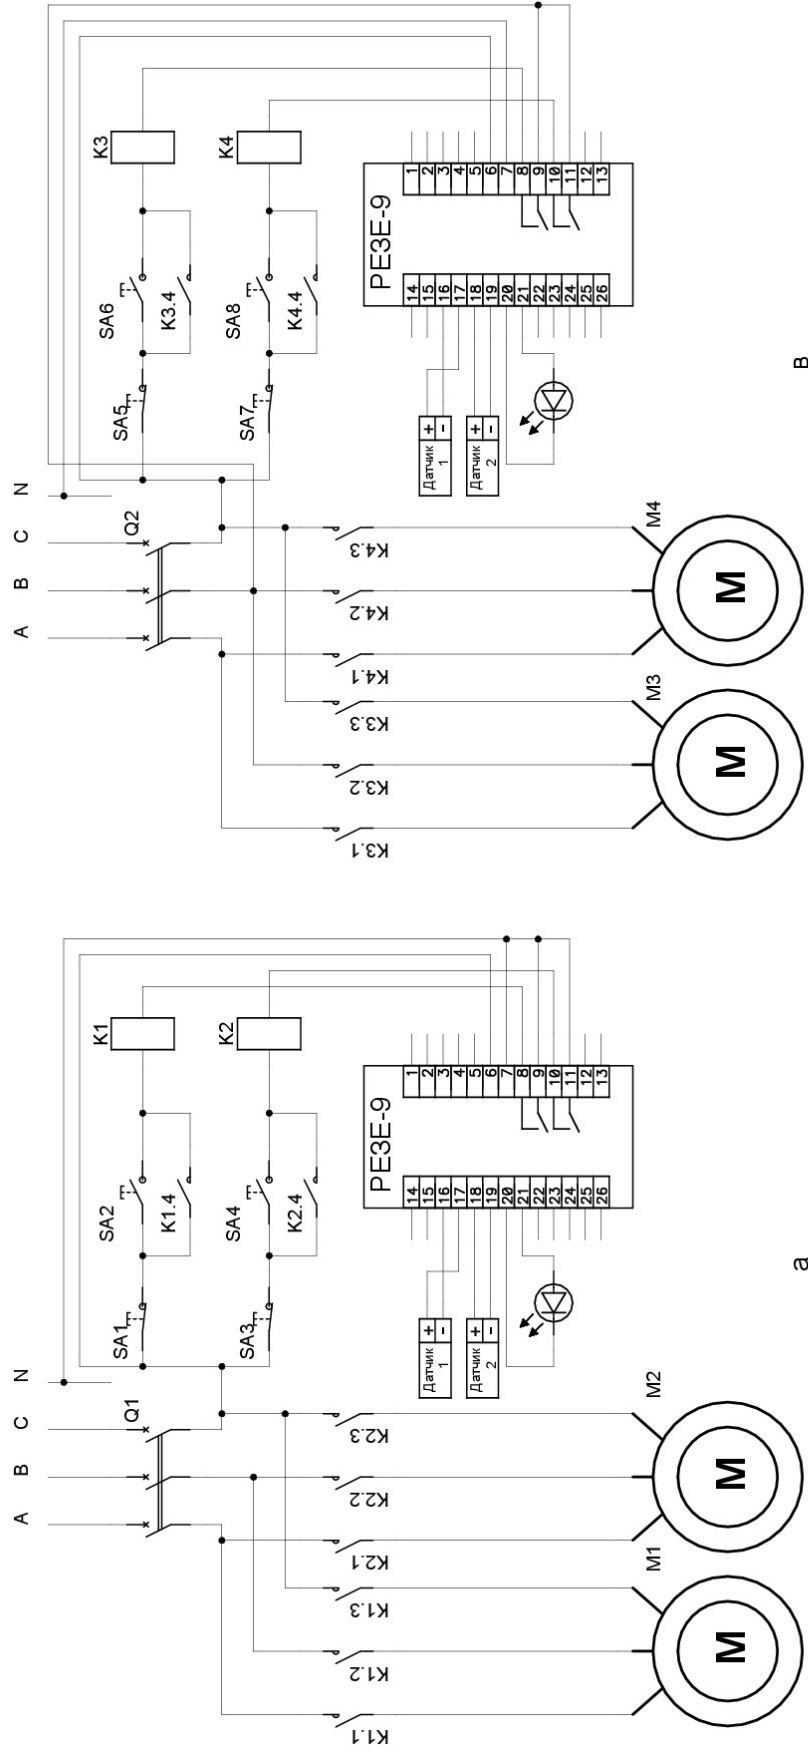 A
B
C
N
Q1
SA1
SA2
K1.4
K1
SA3
SA4
K2.4
K2
РЕЗЕ-9
14
15
16
17
18
19
20
21
22
23
24
25
26
1
2
3
4
5
6
7
8
9
10
11
12
13
Датчик
1
+
-
Датчик
2
+
-
K1.1
K1.2
K1.3
K2.1
K2.2
K2.3
M1
M
M2
M
а
A
B
C
N
Q2
SA5
SA6
K3.4
K3
SA7
SA8
K4.4
K4
РЕЗЕ-9
14
15
16
17
18
19
20
21
22
23
24
25
26
1
2
3
4
5
6
7
8
9
10
11
12
13
Датчик
1
+
-
Датчик
2
+
-
K3.1
K3.2
K3.3
K4.1
K4.2
K4.3
M3
M
M4
M
в